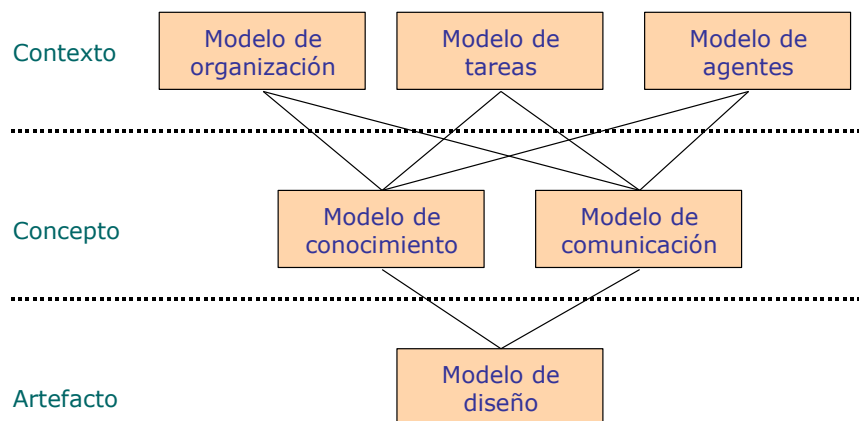 Contexto
Modelo de
organización
Modelo de
tareas
Modelo de
agentes
Concepto
Modelo de
conocimiento
Modelo de
comunicación
Artefacto
Modelo de
diseño